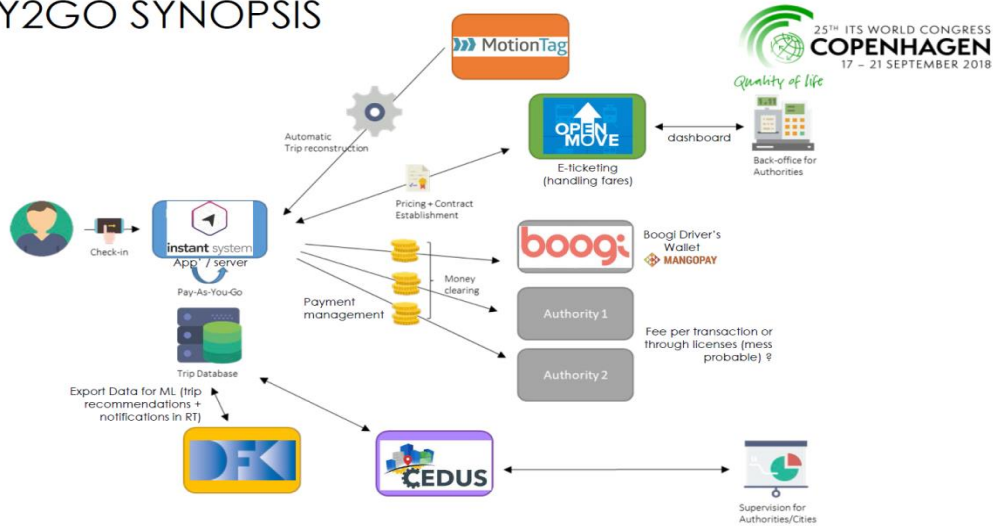 Y2GO SYNOPSIS
25TH ITS WORLD CONGRESS
COPENHAGEN
17 – 21 SEPTEMBER 2018
Quality of life
MotionTag
Automatic
Trip reconstruction
OPEN
MOVE
dashboard
Back-office for
Authorities
E-ticketing
(handling fares)
Pricing + Contract
Establishment
Check-in
instant system
App' / server
Pay-As-You-Go
boogi
Boogi Driver's
Wallet
MANGOPAY
Money
clearing
Payment
management
Authority 1
Authority 2
Fee per transaction or
through licenses (mess
probable) ?
Trip Database
Export Data for ML (trip
recommendations +
notifications in RT)
DFKI
CEDUS
Supervision for
Authorities/Cities